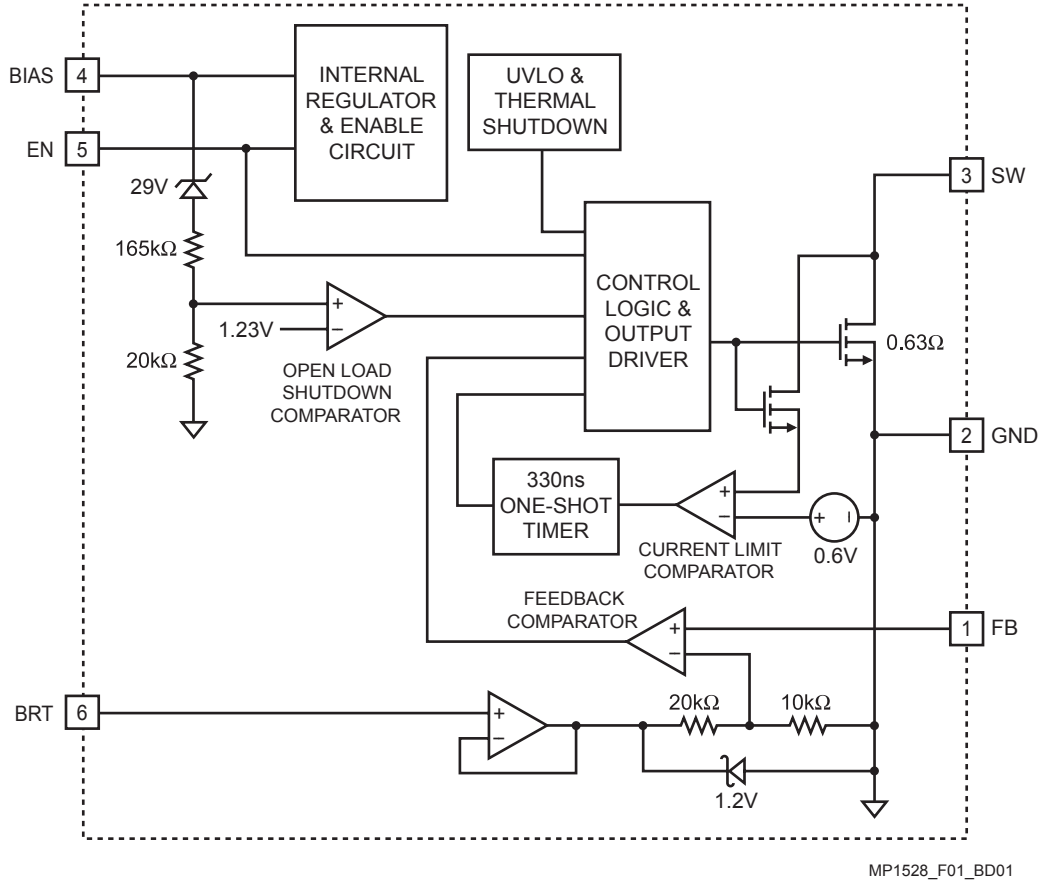 BIAS 4
INTERNAL
REGULATOR
& ENABLE
CIRCUIT
UVLO &
THERMAL
SHUTDOWN
EN 5
29V
3 SW
165kΩ
CONTROL
LOGIC &
OUTPUT
DRIVER
+
1.23V
−
20kΩ
OPEN LOAD
SHUTDOWN
COMPARATOR
0.63Ω
2 GND
330ns
ONE-SHOT
TIMER
+
−
CURRENT LIMIT
COMPARATOR
+ −
0.6V
FEEDBACK
COMPARATOR
+
−
1 FB
BRT 6
+
−
20kΩ
10kΩ
1.2V
MP1528_F01_BD01